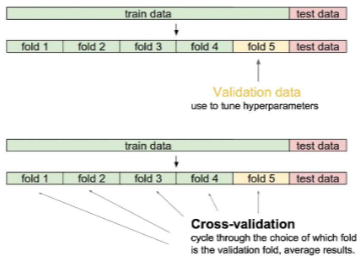 train data test data
fold 1 fold 2 fold 3 fold 4 fold 5 test data
Validation data
use to tune hyperparameters
train data test data
fold 1 fold 2 fold 3 fold 4 fold 5 test data
Cross-validation
cycle through the choice of which fold
is the validation fold, average results.